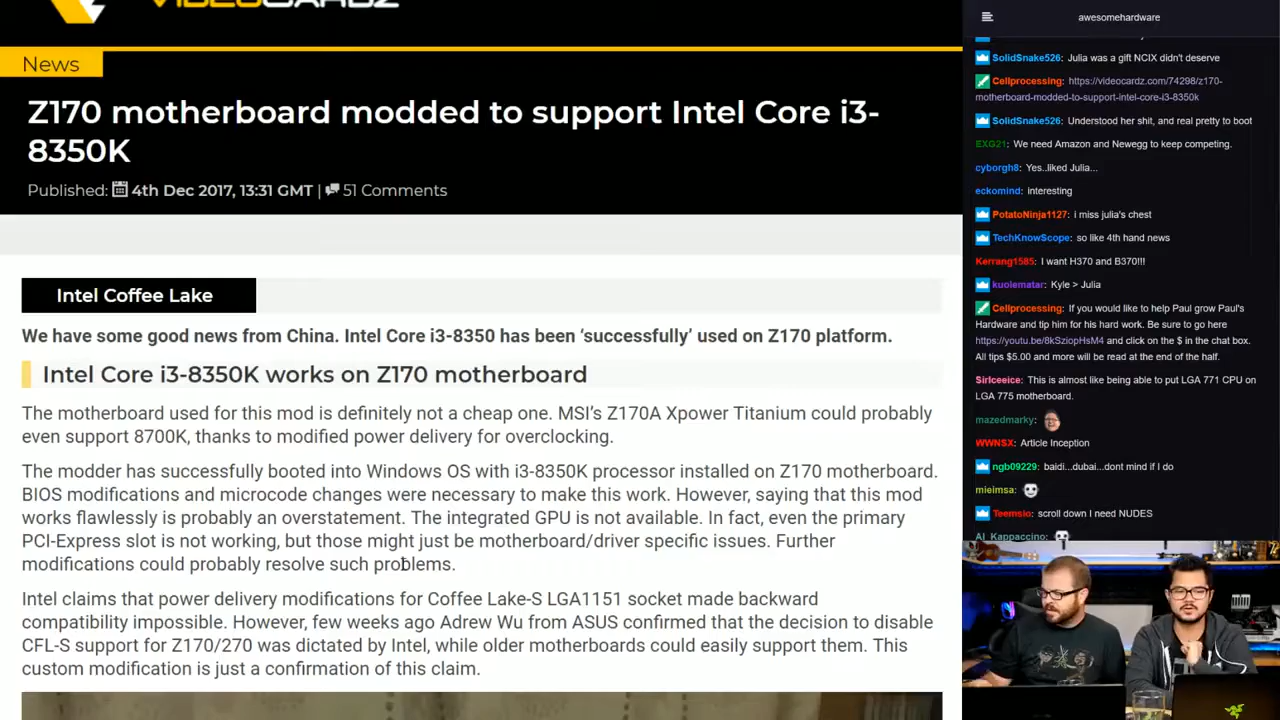 VIDEOCARDZ
News
Z170 motherboard modded to support Intel Core i3-
8350K
Published: 4th Dec 2017, 13:31 GMT | 51 Comments
Intel Coffee Lake
We have some good news from China. Intel Core i3-8350 has been ‘successfully’ used on Z170 platform.
Intel Core i3-8350K works on Z170 motherboard
The motherboard used for this mod is definitely not a cheap one. MSI’s Z170A Xpower Titanium could probably
even support 8700K, thanks to modified power delivery for overclocking.
The modder has successfully booted into Windows OS with i3-8350K processor installed on Z170 motherboard.
BIOS modifications and microcode changes were necessary to make this work. However, saying that this mod
works flawlessly is probably an overstatement. The integrated GPU is not available. In fact, even the primary
PCI-Express slot is not working, but those might just be motherboard/driver specific issues. Further
modifications could probably resolve such problems.
Intel claims that power delivery modifications for Coffee Lake-S LGA1151 socket made backward
compatibility impossible. However, few weeks ago Adrew Wu from ASUS confirmed that the decision to disable
CFL-S support for Z170/270 was dictated by Intel, while older motherboards could easily support them. This
custom modification is just a confirmation of this claim.
awesomehardware
SolidSnake526: Julia was a gift NCIX didn't deserve
Cellprocessing: https://videocardz.com/74298/z170-
motherboard-modded-to-support-intel-core-i3-8350k
SolidSnake526: Understood her shit, and real pretty to boot
EXG21: We need Amazon and Newegg to keep competing.
cyborgh8: Yes..liked Julia...
eckomind: interesting
PotatoNinja1127: i miss julia's chest
TechKnowScope: so like 4th hand news
Kerrang1585: I want H370 and B370!!!
kuolematar: Kyle > Julia
Cellprocessing: If you would like to help Paul grow Paul's
Hardware and tip him for his hard work. Be sure to go here
https://youtu.be/8kSziopHsM4 and click on the $ in the chat box.
All tips $5.00 and more will be read at the end of the half.
SirIceeice: This is almost like being able to put LGA 771 CPU on
LGA 775 motherboard.
mazedmarky:
WWNSX: Article Inception
ngb09229: baidi...dubai...dont mind if I do
mieimsa:
Teemsio: scroll down I need NUDES
Al_Kappaccino: